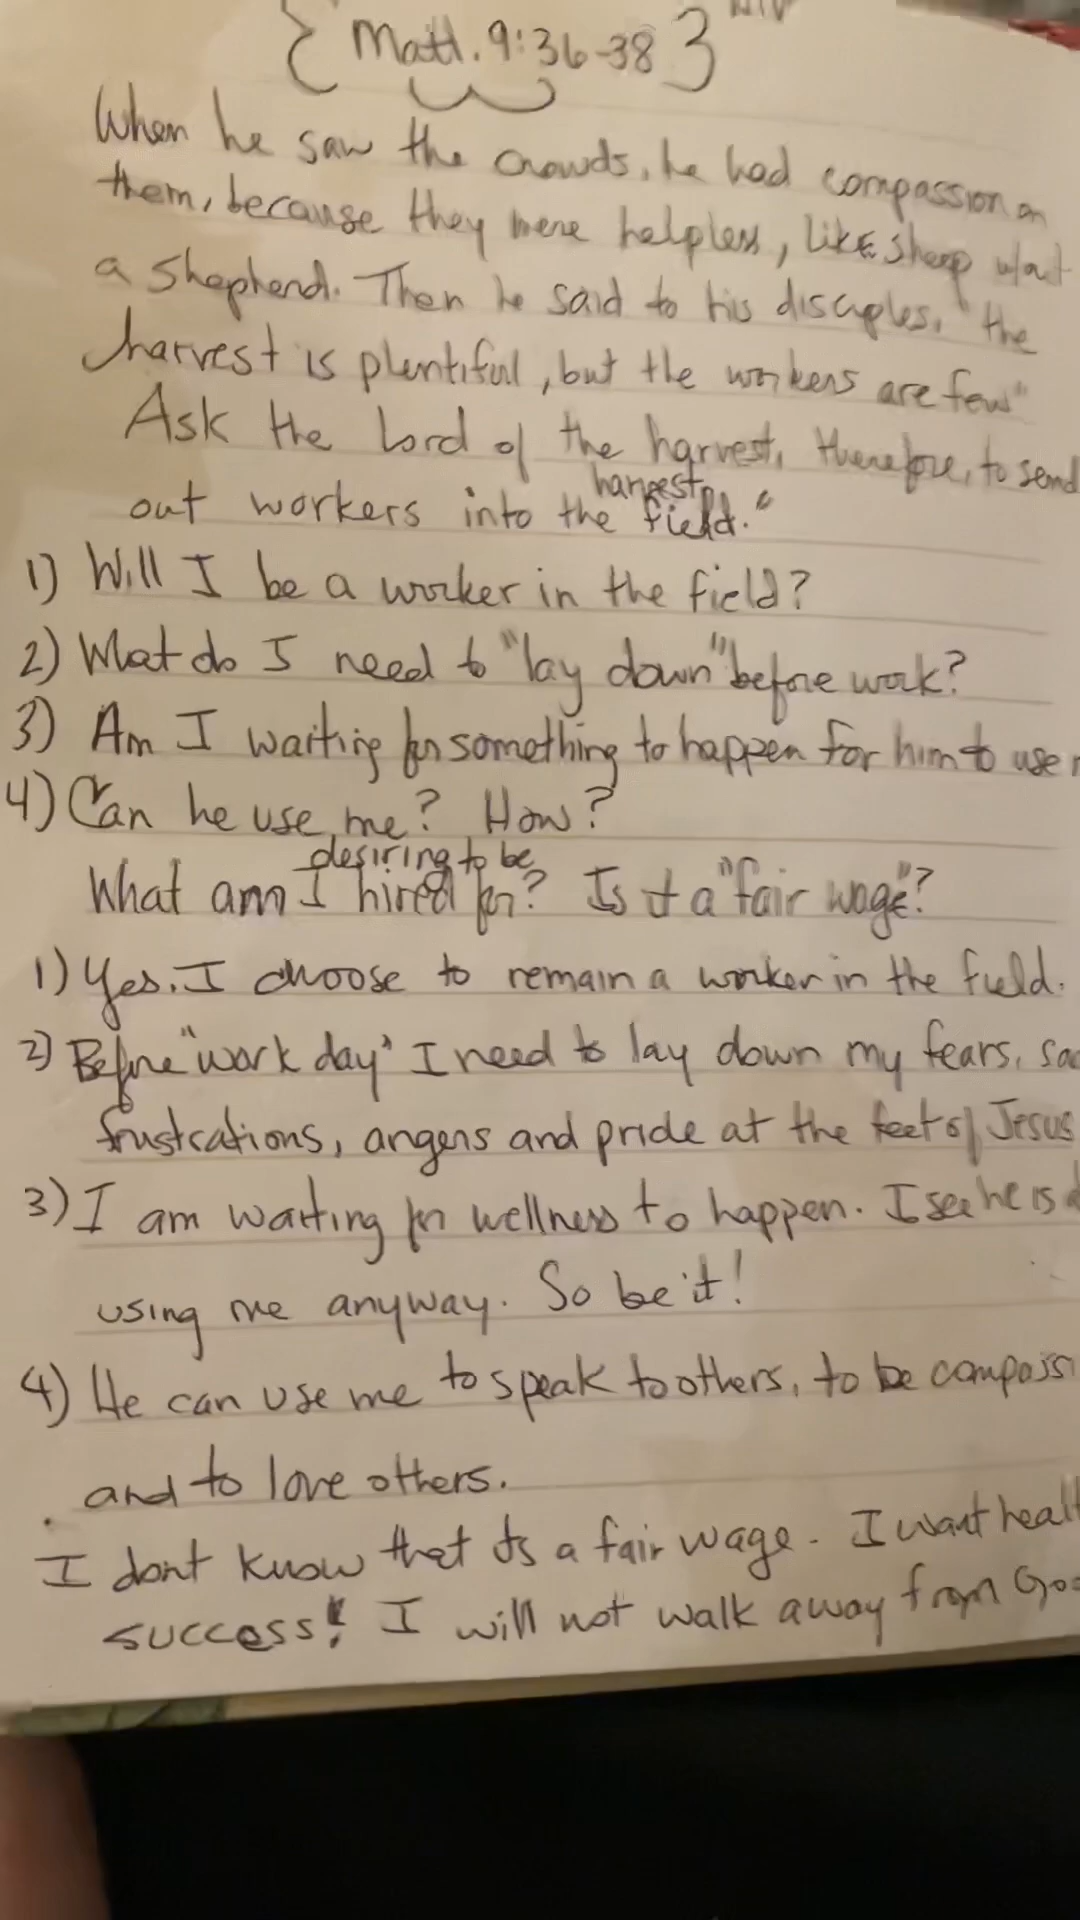 { Matt. 9:36-38 } NIV
When he saw the crowds, he had compassion on
them, because they were helpless, like sheep w/out
a shepherd. Then he said to his disciples, "the
harvest is plentiful, but the workers are few"
Ask the Lord of the harvest, therefore, to send
harvest
out workers into the field."
1) Will I be a worker in the field?
2) What do I need to "lay down" before work?
3) Am I waiting for something to happen for him to use
4) Can he use me? How?
desiring to be
What am I hired for? Is it a "fair wage"?
1) Yes. I choose to remain a worker in the field.
2) Before "work day" I need to lay down my fears,
frustrations, angers and pride at the feet of Jesus
3) I am waiting for wellness to happen. I see he is
using me anyway. So be it!
4) He can use me to speak to others, to be compassi
and to love others.
I don't know that it's a fair wage. I want healt
success! I will not walk away from Go